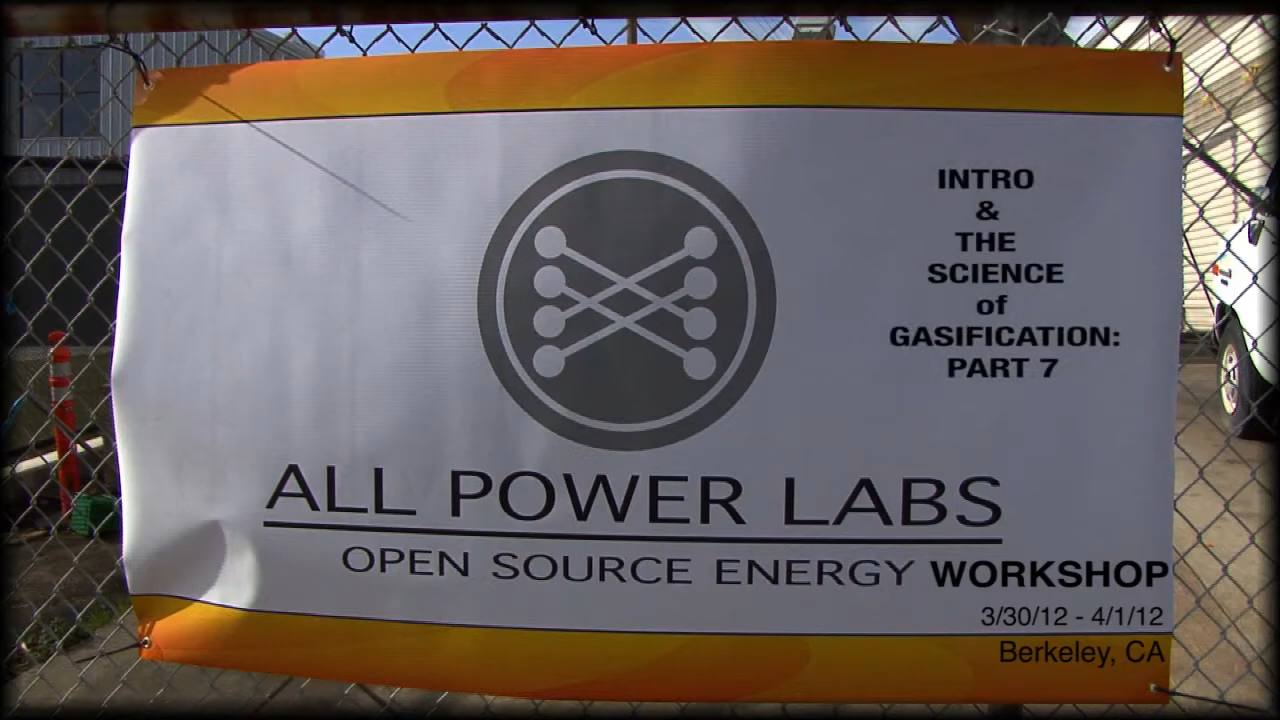 INTRO
&
THE
SCIENCE
of
GASIFICATION:
PART 7
ALL POWER LABS
OPEN SOURCE ENERGY WORKSHOP
3/30/12 - 4/1/12
Berkeley, CA